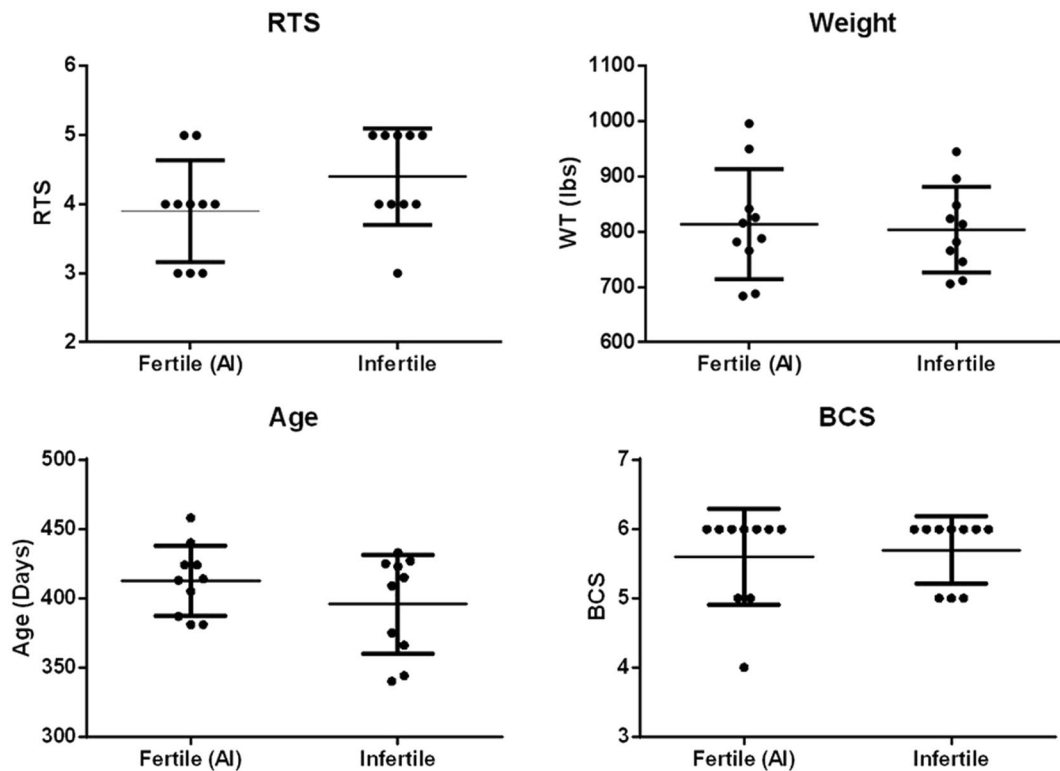 RTS
6
5
4
3
2
RTS
Fertile (AI)
Infertile
Weight
1100
1000
900
800
700
600
WT (lbs)
Fertile (AI)
Infertile
Age
500
450
400
350
300
Age (Days)
Fertile (AI)
Infertile
BCS
7
6
5
4
3
BCS
Fertile (AI)
Infertile